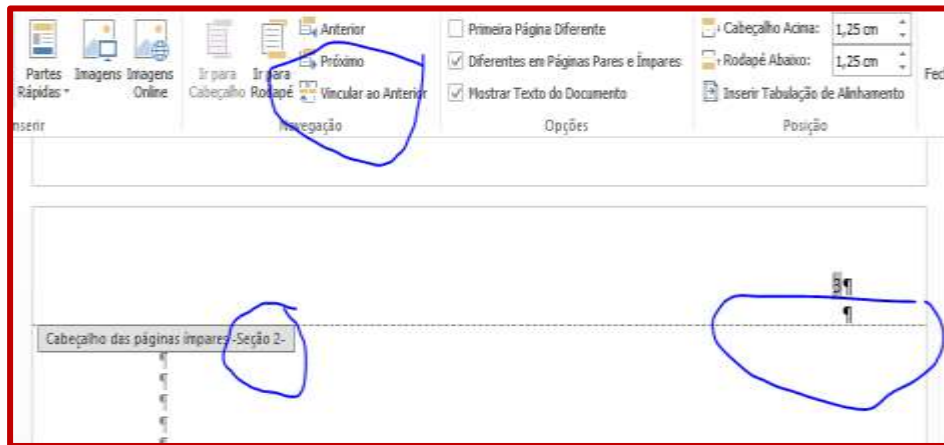 Anterior
Primeira Página Diferente
Cabeçalho Acima: 1,25 cm
Próximo
Diferentes em Páginas Pares e Ímpares
Rodapé Abaixo: 1,25 cm
Partes Rápidas
Imagens
Imagens Online
Ir para Cabeçalho
Ir para Rodapé
Vincular ao Anterior
Mostrar Texto do Documento
Inserir Tabulação de Alinhamento
Navegação
Opções
Posição
3¶
¶
Cabeçalho das páginas ímpares -Seção 2-
¶
¶
¶
¶
¶